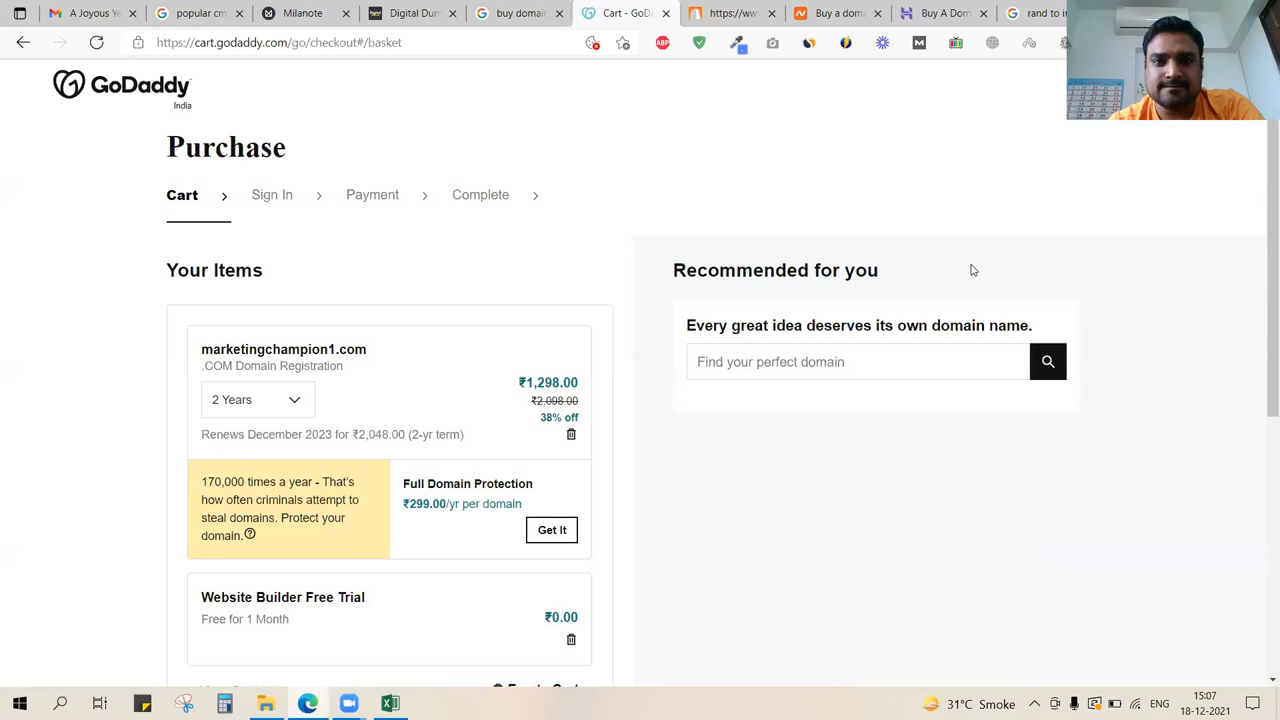 A Joyous Ye
popular cm
Milanote
Digital Dum
buy domain
Cart - GoDa
https://ww
Buy a doma
Buy A Dom
rand to in
https://cart.godaddy.com/go/checkout#/basket
GoDaddy
India
Purchase
Cart
Sign In
Payment
Complete
Your Items
Recommended for you
marketingchampion1.com
.COM Domain Registration
₹1,298.00
2 Years
₹2,098.00
38% off
Renews December 2023 for ₹2,048.00 (2-yr term)
Every great idea deserves its own domain name.
Find your perfect domain
170,000 times a year - That's
how often criminals attempt to
steal domains. Protect your
domain.
Full Domain Protection
₹299.00/yr per domain
Get It
Website Builder Free Trial
Free for 1 Month
₹0.00
31°C Smoke
ENG
15:07
18-12-2021